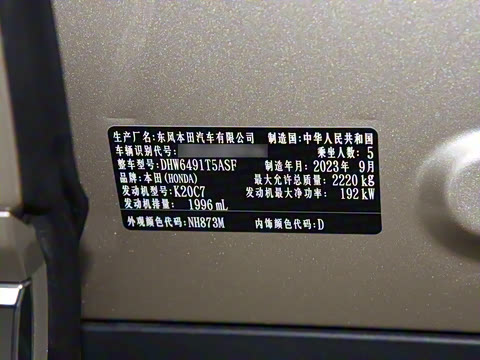 生产厂名:东风本田汽车有限公司 制造国:中华人民共和国
车辆识别代号: 乘坐人数: 5
整车型号:DHW6491T5ASF 制造年月:2023年 9月
品牌:本田(HONDA) 最大允许总质量: 2220 kg
发动机型号:K20C7 发动机最大净功率: 192 kW
发动机排量: 1996 mL
外观颜色代码:NH873M 内饰颜色代码:D